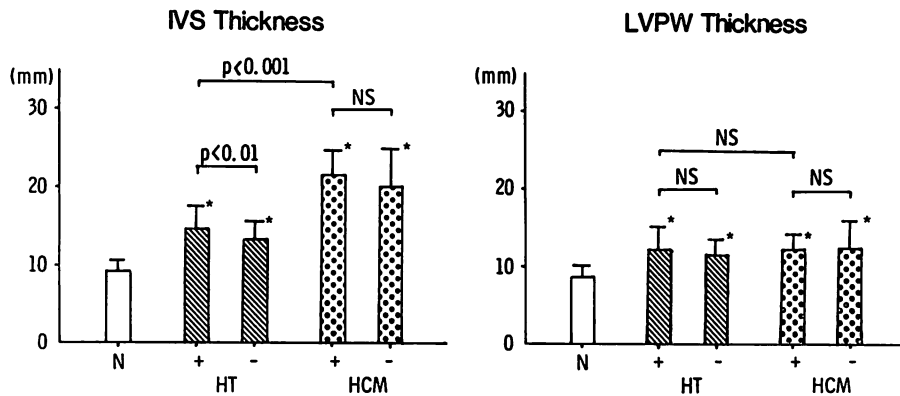 IVS Thickness
(mm)
30
20
10
0
p<0.001
NS
p<0.01
*
*
*
*
N
+
-
+
-
HT
HCM
LVPW Thickness
(mm)
30
20
10
0
NS
NS
NS
*
*
*
*
N
+
-
+
-
HT
HCM